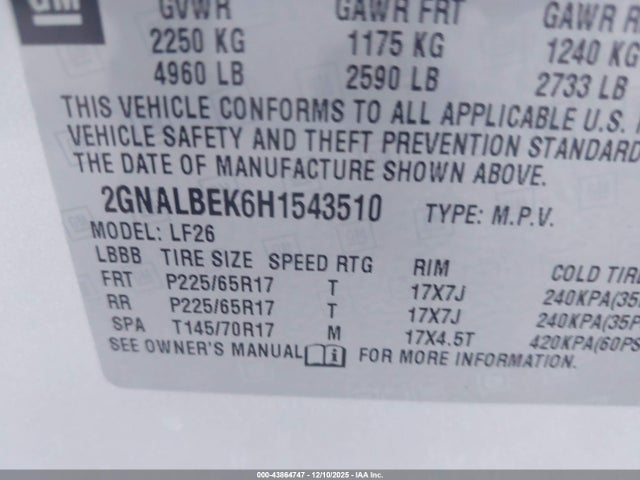 GM
GVWR GAWR FRT GAWR R
2250 KG 1175 KG 1240 KG
4960 LB 2590 LB 2733 LB
THIS VEHICLE CONFORMS TO ALL APPLICABLE U.S.
VEHICLE SAFETY AND THEFT PREVENTION STANDARD
THE DATE OF MANUFACTURE SHOWN ABOVE.
2GNALBEK6H1543510 TYPE: M.P.V.
MODEL: LF26
LBBB TIRE SIZE SPEED RTG RIM COLD TIRE
FRT P225/65R17 T 17X7J 240KPA(35
RR P225/65R17 T 17X7J 240KPA(35P
SPA T145/70R17 M 17X4.5T 420KPA(60PS
SEE OWNER'S MANUAL FOR MORE INFORMATION.
000-43864747 - 12/10/2025 - IAA Inc.